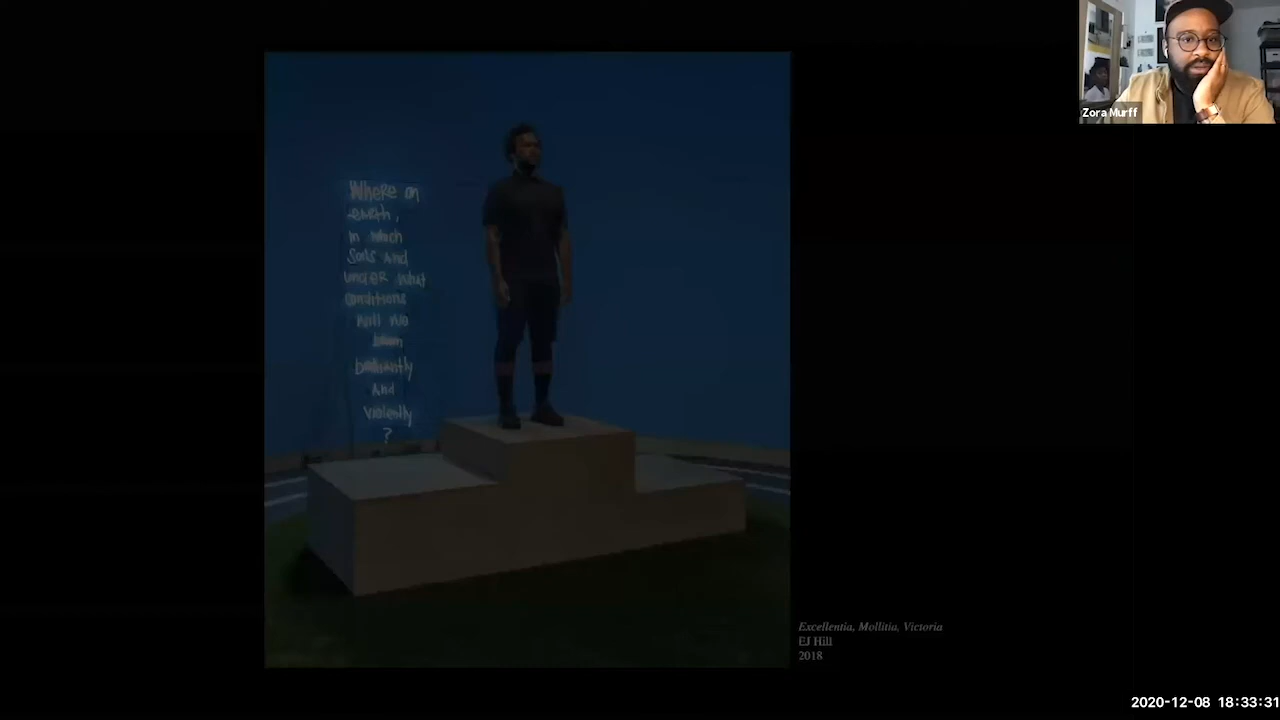 Where on
earth,
in which
soils and
under what
conditions
will we
bloom
brilliantly
and
violently
?
Excellentia, Mollitia, Victoria
EJ Hill
2018
Zora Murff
2020-12-08 18:33:31